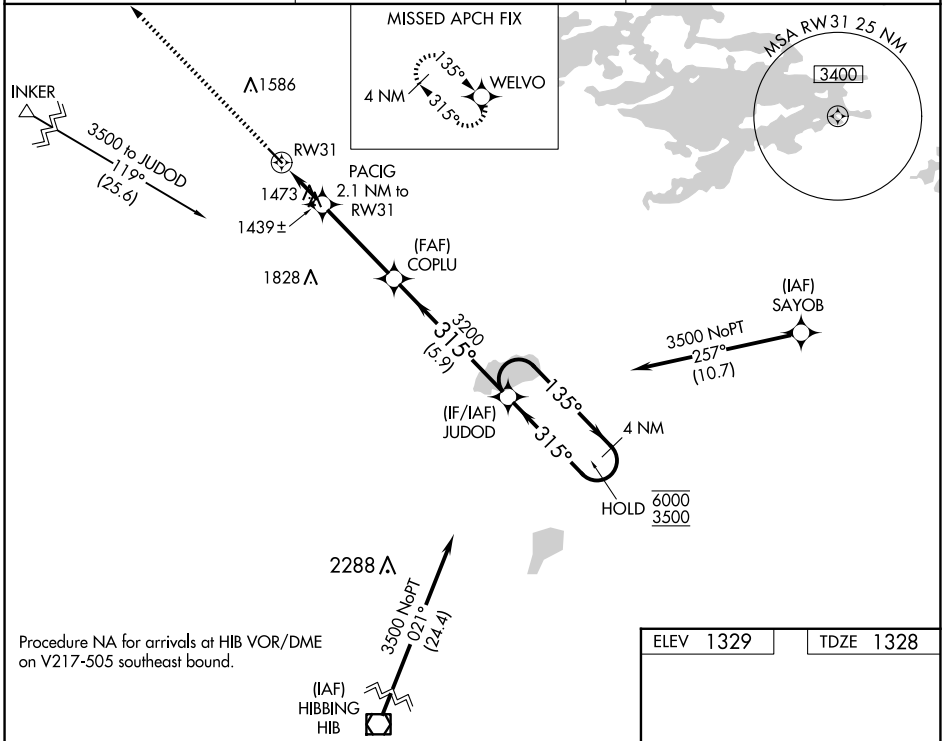 MISSED APCH FIX
135°
WELVO
4 NM
315°
MSA RW31 25 NM
3400
1586
INKER
3500 to JUDOD
119°
(25.6)
RW31
PACIG
2.1 NM to
RW31
1473
1439±
(FAF)
COPLU
1828
3200
315°
(5.9)
(IAF)
SAYOB
3500 NoPT
257°
(10.7)
(IF/IAF)
JUDOD
135°
315°
4 NM
HOLD
6000
3500
2288
3500 NoPT
021°
(24.4)
Procedure NA for arrivals at HIB VOR/DME
on V217-505 southeast bound.
(IAF)
HIBBING
HIB
ELEV 1329
TDZE 1328